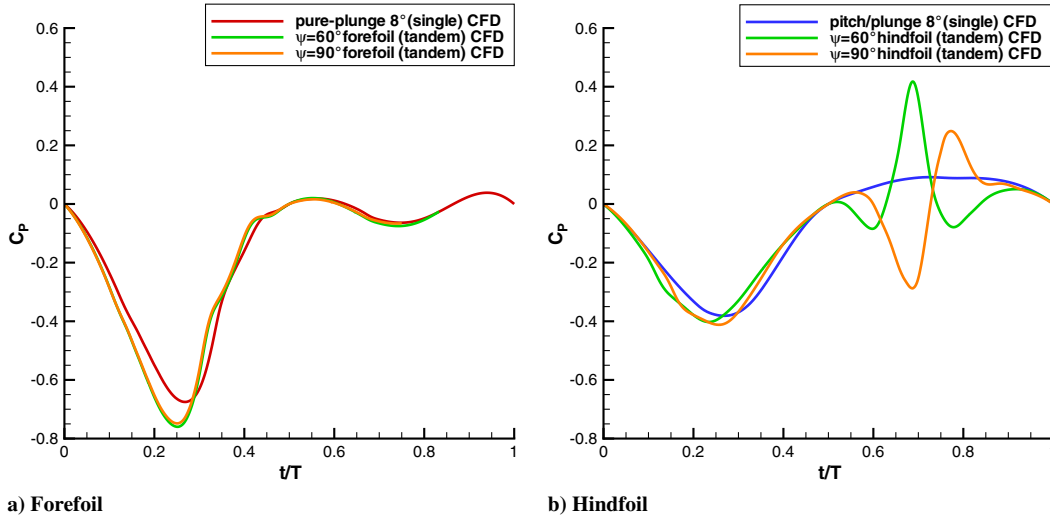 pure-plunge 8°(single) CFD
ψ=60°forefoil (tandem) CFD
ψ=90°forefoil (tandem) CFD
0.6
0.4
0.2
0
-0.2
-0.4
-0.6
-0.8
C_P
0 0.2 0.4 0.6 0.8 1
t/T
a) Forefoil
pitch/plunge 8°(single) CFD
ψ=60°hindfoil (tandem) CFD
ψ=90°hindfoil (tandem) CFD
0.6
0.4
0.2
0
-0.2
-0.4
-0.6
-0.8
C_P
0 0.2 0.4 0.6 0.8
t/T
b) Hindfoil